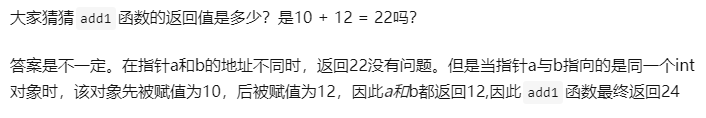 大家猜猜 add1 函数的返回值是多少？是10 + 12 = 22吗？
答案是不一定。在指针a和b的地址不同时，返回22没有问题。但是当指针a与b指向的是同一个int
对象时，该对象先被赋值为10，后被赋值为12，因此a和b都返回12,因此 add1 函数最终返回24